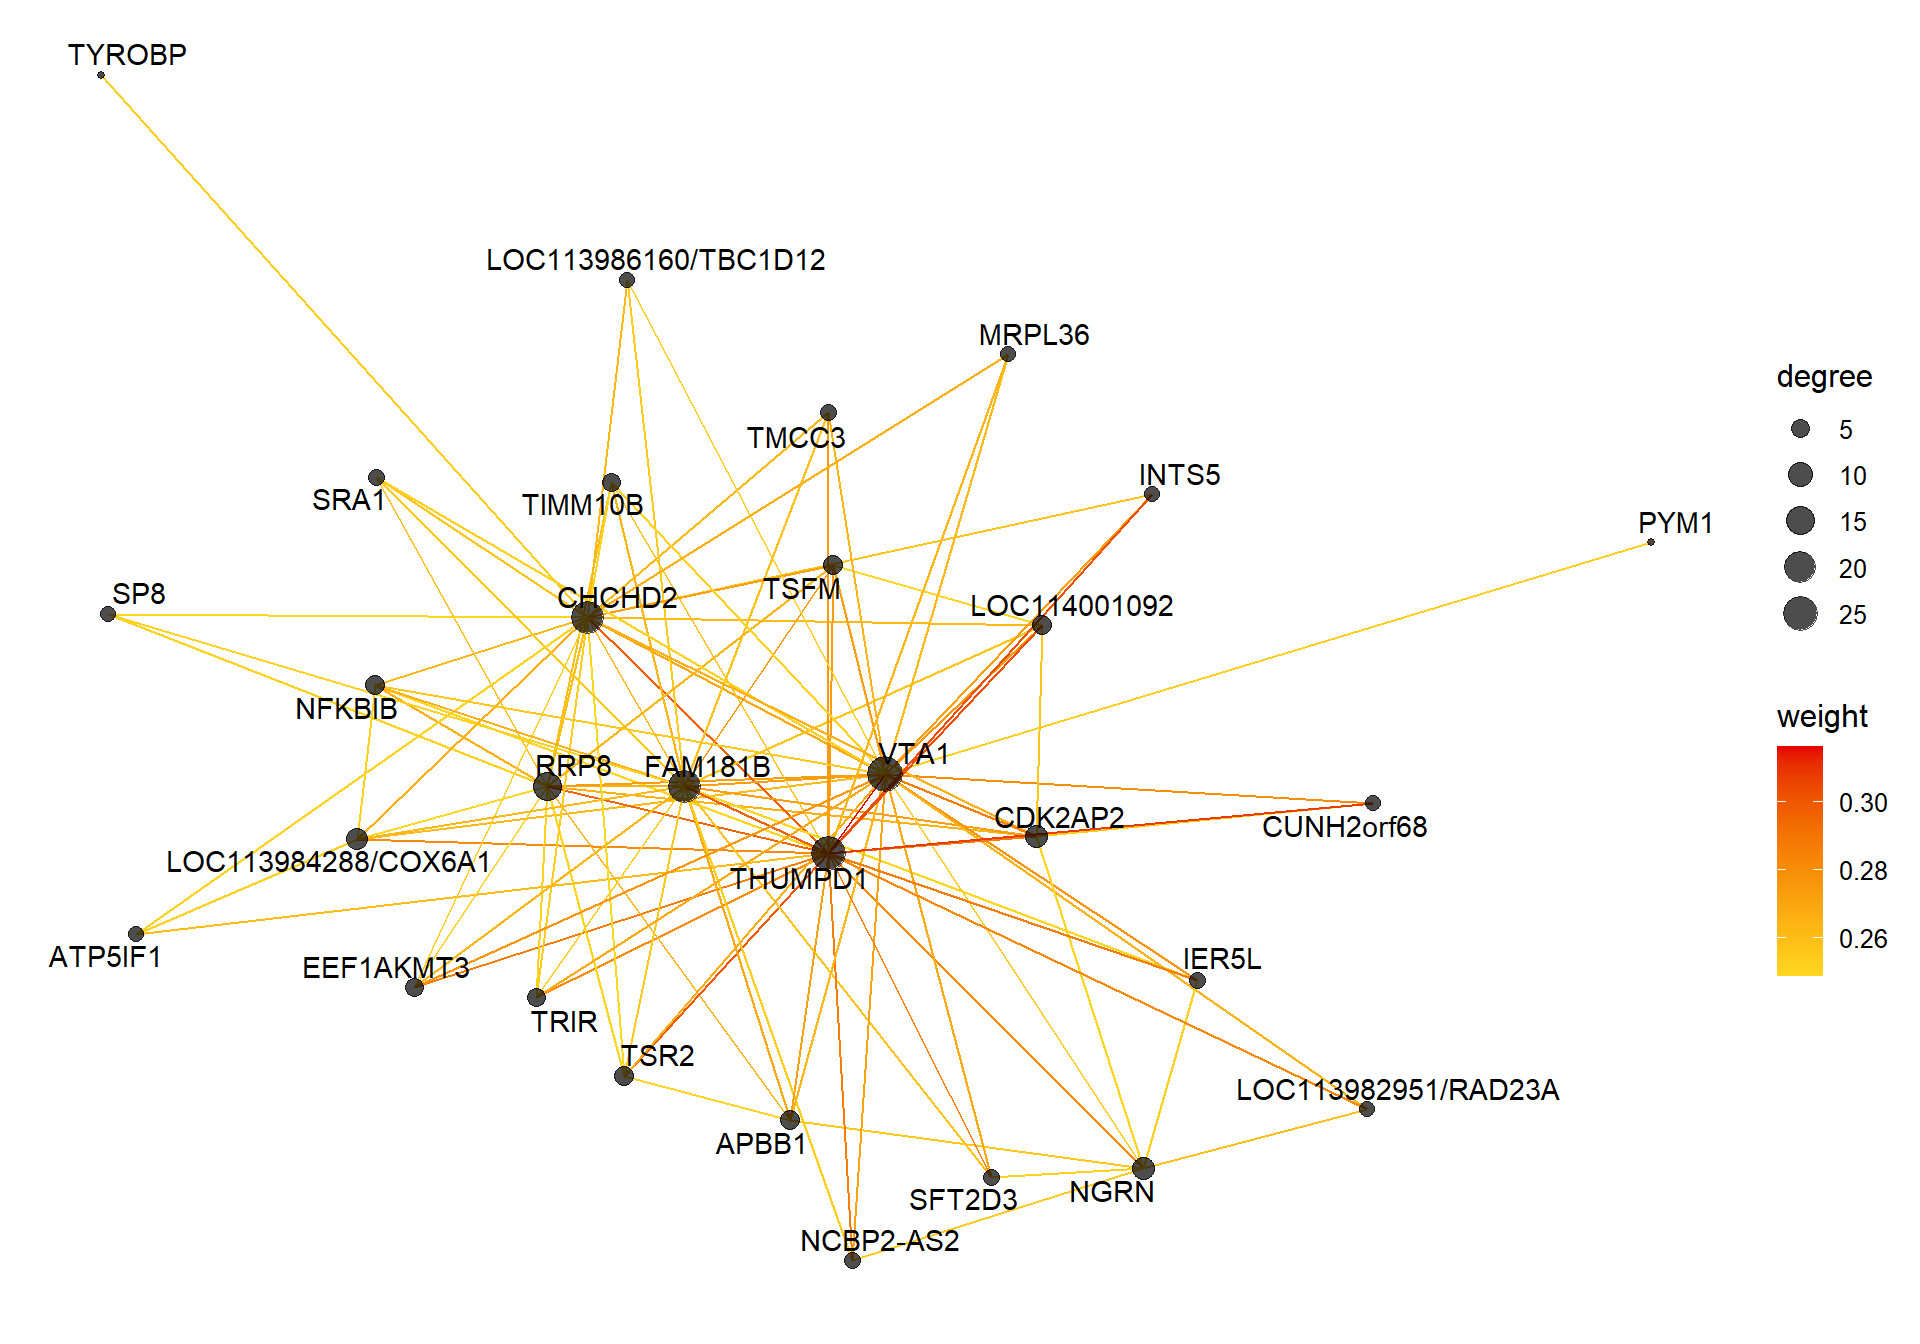 TYROBP
LOC113986160/TBC1D12
MRPL36
TMCC3
SRA1
TIMM10B
INTS5
PYM1
SP8
CHCHD2
TSFM
LOC114001092
NFKBIB
RRP8
FAM181B
VTA1
CDK2AP2
CUNH2orf68
LOC113984288/COX6A1
THUMPD1
ATP5IF1
EEF1AKMT3
IER5L
TRIR
TSR2
LOC113982951/RAD23A
APBB1
SFT2D3
NGRN
NCBP2-AS2
degree
5
10
15
20
25
weight
0.30
0.28
0.26